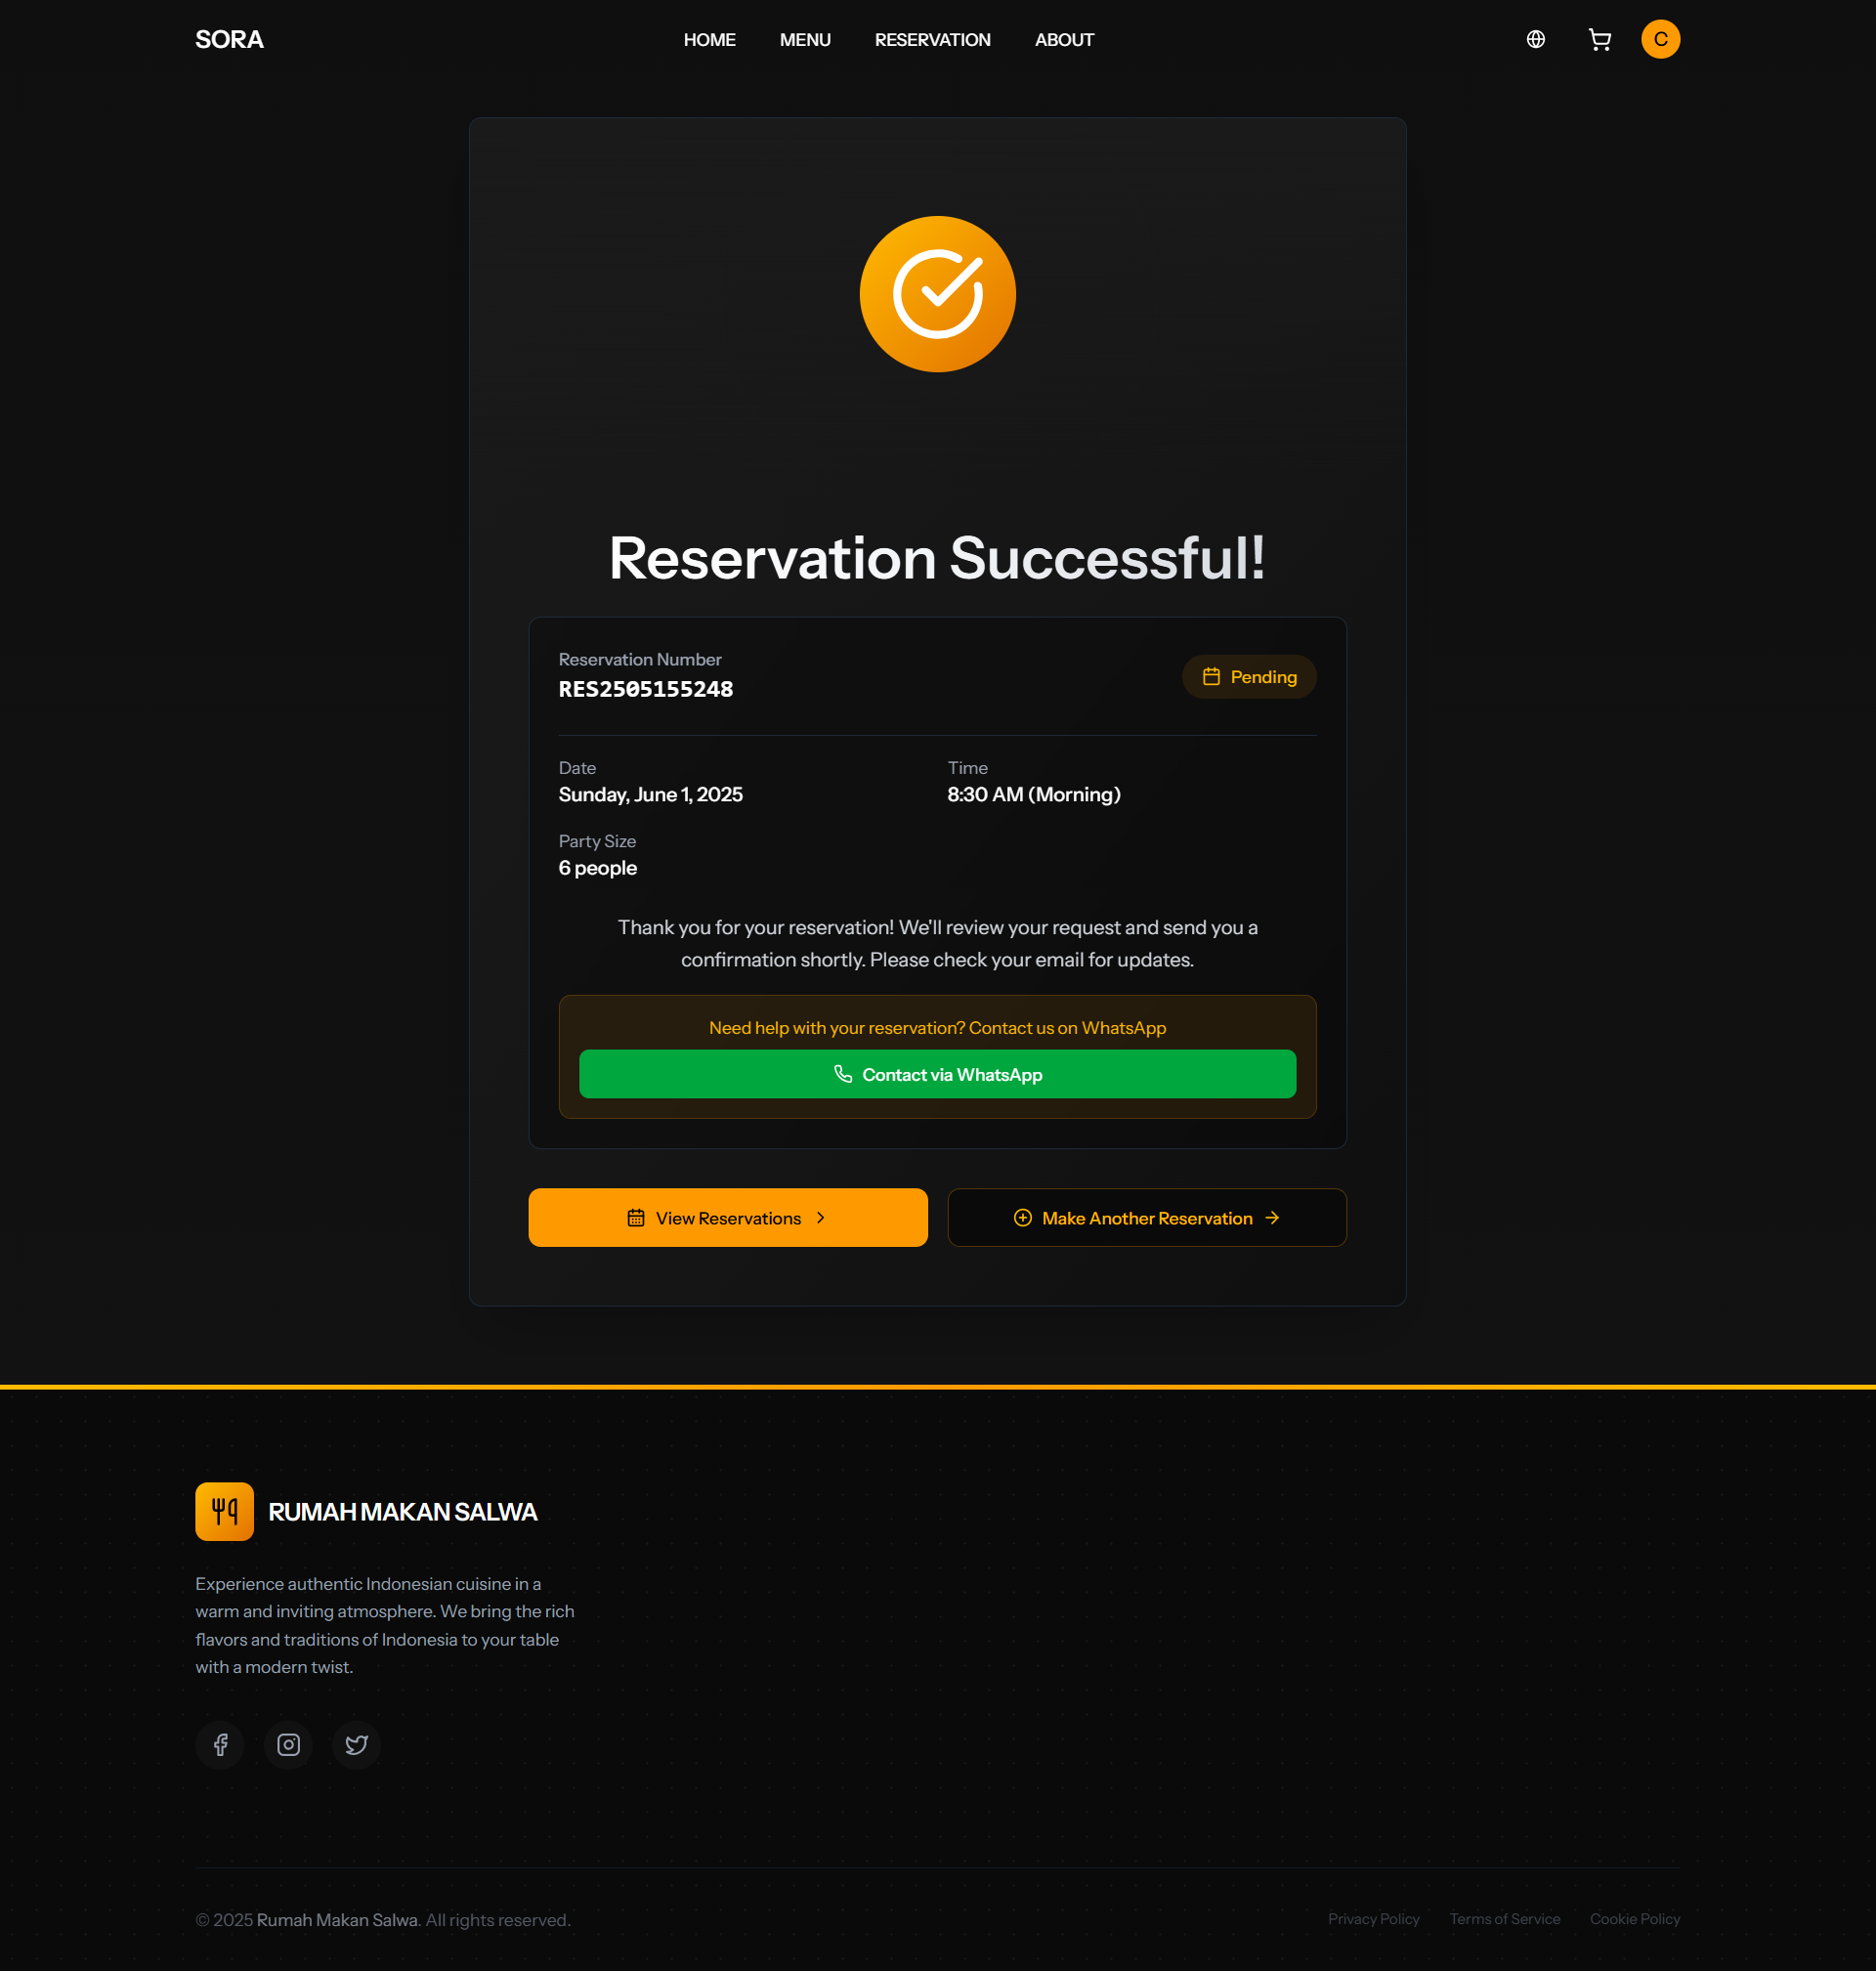 SORA
HOME MENU RESERVATION ABOUT
C
Reservation Successful!
Reservation Number
RES2505155248
Pending
Date
Sunday, June 1, 2025
Time
8:30 AM (Morning)
Party Size
6 people
Thank you for your reservation! We'll review your request and send you a
confirmation shortly. Please check your email for updates.
Need help with your reservation? Contact us on WhatsApp
Contact via WhatsApp
View Reservations
Make Another Reservation
RUMAH MAKAN SALWA
Experience authentic Indonesian cuisine in a
warm and inviting atmosphere. We bring the rich
flavors and traditions of Indonesia to your table
with a modern twist.
© 2025 Rumah Makan Salwa. All rights reserved.
Privacy Policy Terms of Service Cookie Policy